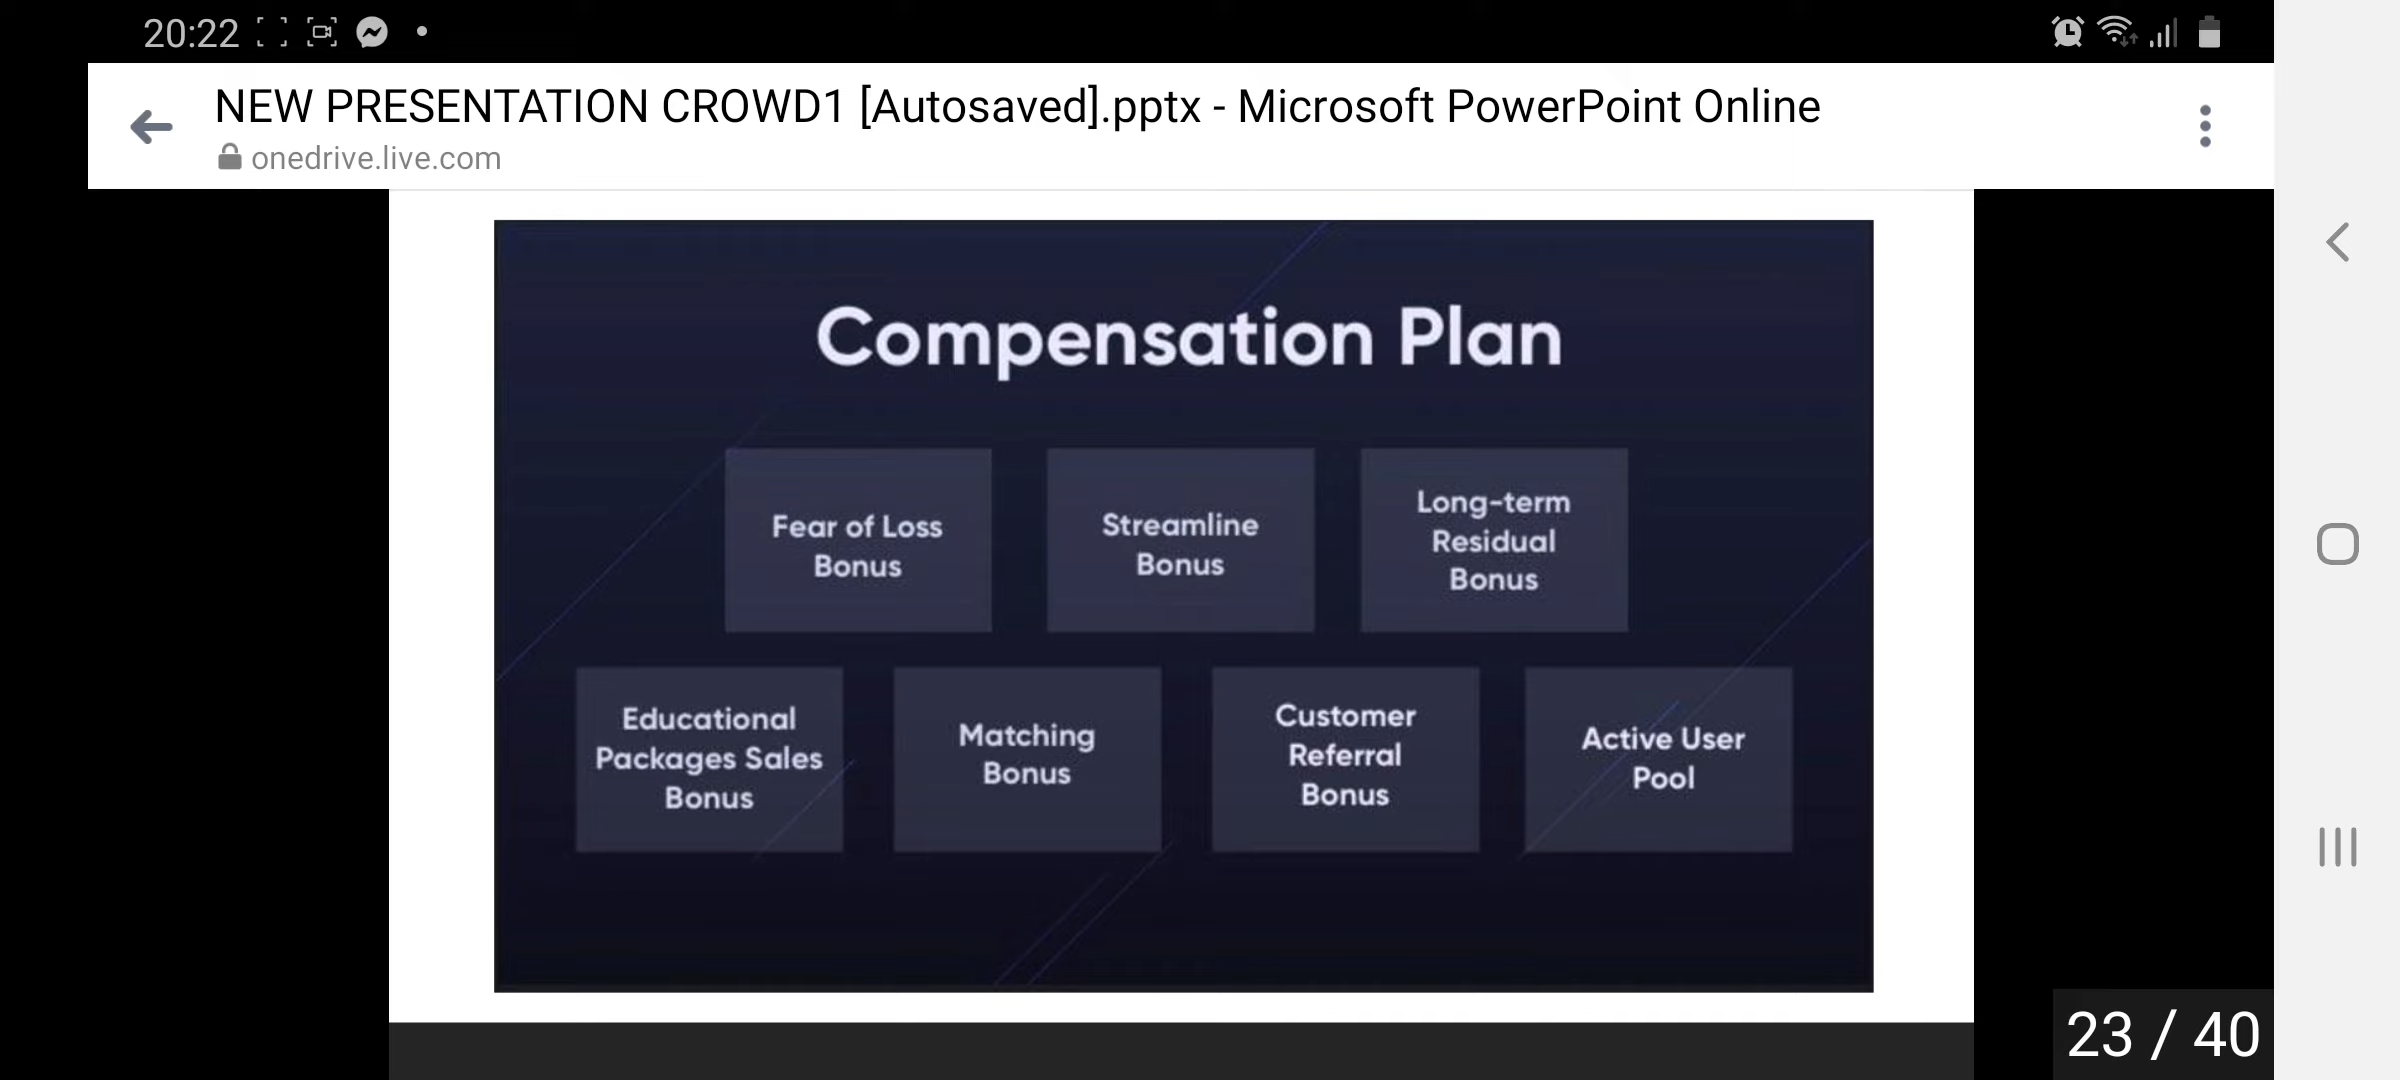 20:22
NEW PRESENTATION CROWD1 [Autosaved].pptx - Microsoft PowerPoint Online
onedrive.live.com
Compensation Plan
Fear of Loss
Bonus
Streamline
Bonus
Long-term
Residual
Bonus
Educational
Packages Sales
Bonus
Matching
Bonus
Customer
Referral
Bonus
Active User
Pool
23 / 40